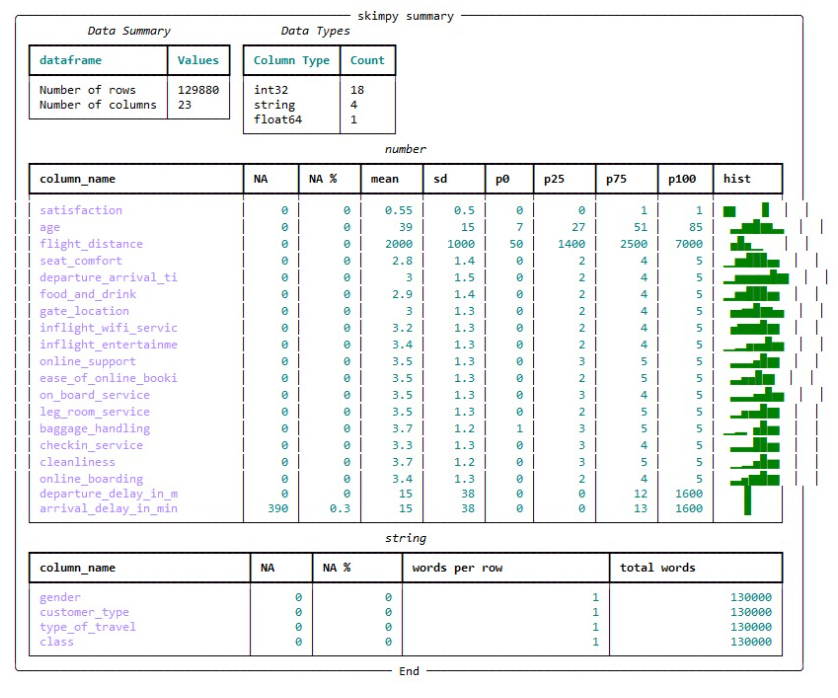 skimpy summary
Data Summary Data Types
dataframe Values Column Type Count
Number of rows 129880 int32 18
Number of columns 23 string 4
float64 1
number
column_name NA NA % mean sd p0 p25 p75 p100 hist
satisfaction 0 0 0.55 0.5 0 0 1 1
age 0 0 39 15 7 27 51 85
flight_distance 0 0 2000 1000 50 1400 2500 7000
seat_comfort 0 0 2.8 1.4 0 2 4 5
departure_arrival_ti 0 0 3 1.5 0 2 4 5
food_and_drink 0 0 2.9 1.4 0 2 4 5
gate_location 0 0 3 1.3 0 2 4 5
inflight_wifi_servic 0 0 3.2 1.3 0 2 4 5
inflight_entertainme 0 0 3.4 1.3 0 2 4 5
online_support 0 0 3.5 1.3 0 3 5 5
ease_of_online_booki 0 0 3.5 1.3 0 2 5 5
on_board_service 0 0 3.5 1.3 0 3 4 5
leg_room_service 0 0 3.5 1.3 0 2 5 5
baggage_handling 0 0 3.7 1.2 1 3 5 5
checkin_service 0 0 3.3 1.3 0 3 4 5
cleanliness 0 0 3.7 1.2 0 3 5 5
online_boarding 0 0 3.4 1.3 0 2 4 5
departure_delay_in_m 0 0 15 38 0 0 12 1600
arrival_delay_in_min 390 0.3 15 38 0 0 13 1600
string
column_name NA NA % words per row total words
gender 0 0 1 130000
customer_type 0 0 1 130000
type_of_travel 0 0 1 130000
class 0 0 1 130000
End